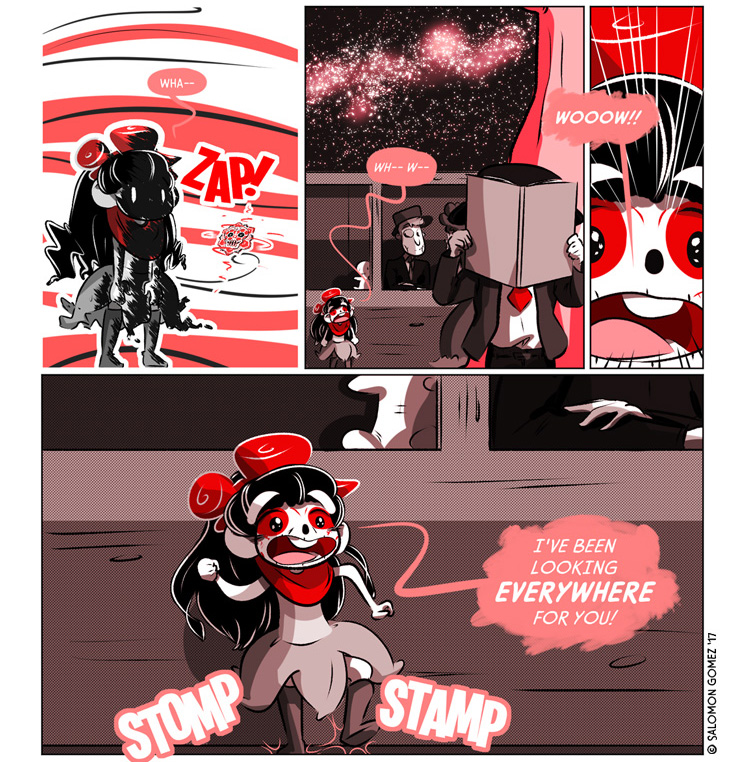 WHA--
ZAP!
WH-- W--
WOOOW!!
I'VE BEEN
LOOKING
EVERYWHERE
FOR YOU!
STOMP
STAMP
© SALOMON GOMEZ '17